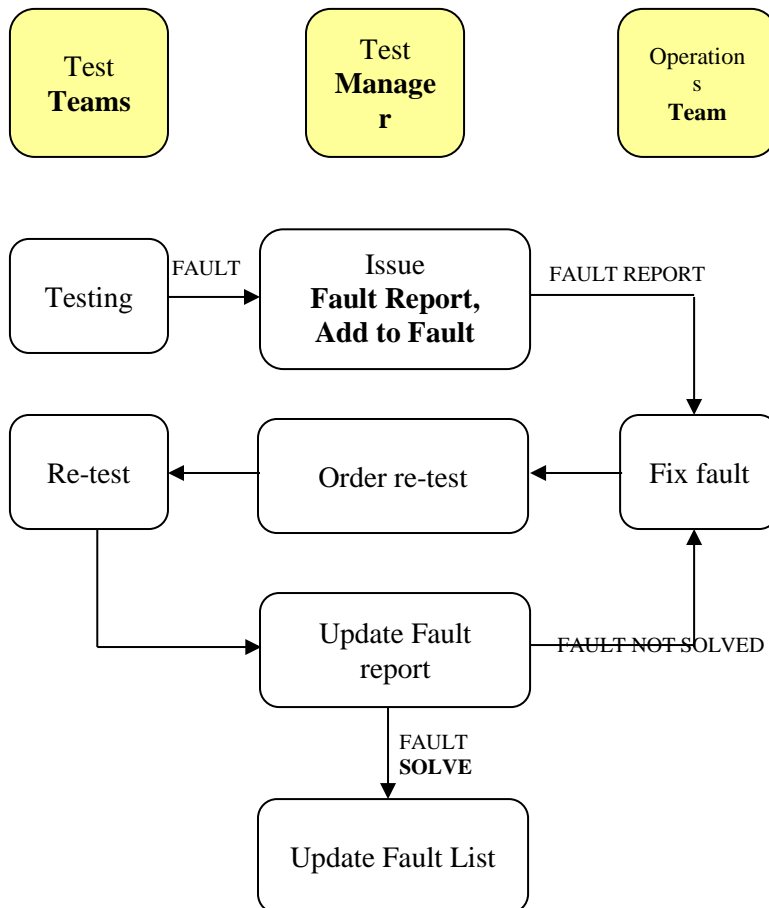 Test
Teams
Test
Manage
r
Operation
s
Team
Testing
FAULT
Issue
Fault Report,
Add to Fault
FAULT REPORT
Re-test
Order re-test
Fix fault
Update Fault
report
FAULT NOT SOLVED
FAULT
SOLVE
Update Fault List